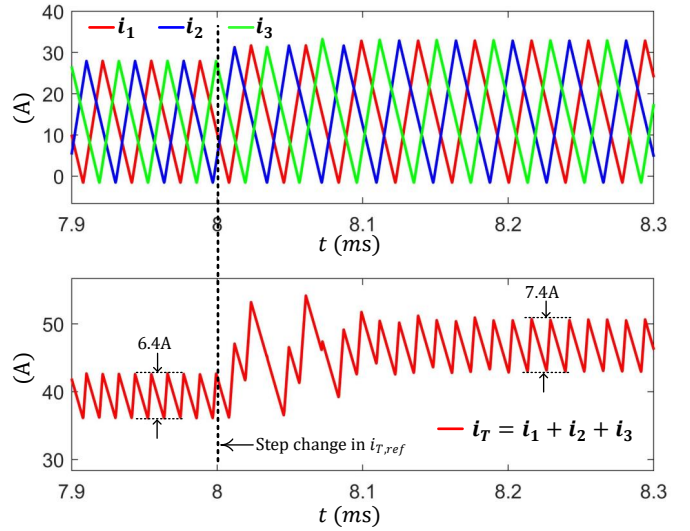 i₁ i₂ i₃
40
30
20
10
0
(A)
7.9 8 8.1 8.2 8.3
t (ms)
50
40
30
(A)
6.4A
7.4A
Step change in i_T,ref
i_T = i₁ + i₂ + i₃
7.9 8 8.1 8.2 8.3
t (ms)